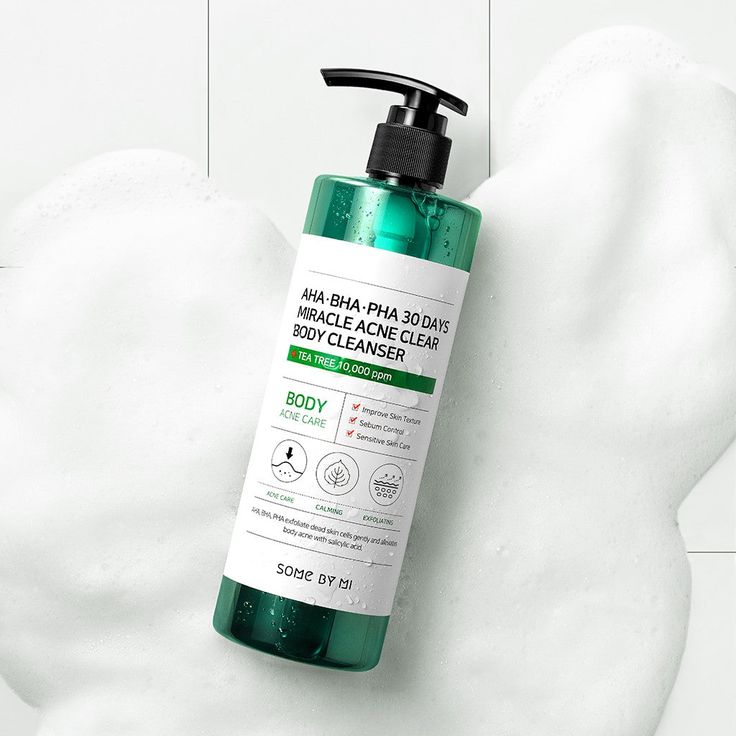 AHA·BHA·PHA 30 DAYS
MIRACLE ACNE CLEAR
BODY CLEANSER
TEA TREE 10,000 ppm
BODY
ACNE CARE
Improve Skin Texture
Sebum Control
Sensitive Skin Care
ACNE CARE
CALMING
EXFOLIATING
AHA, BHA, PHA exfoliate dead skin cells gently and alleviates
body acne with salicylic acid.
SOME BY MI